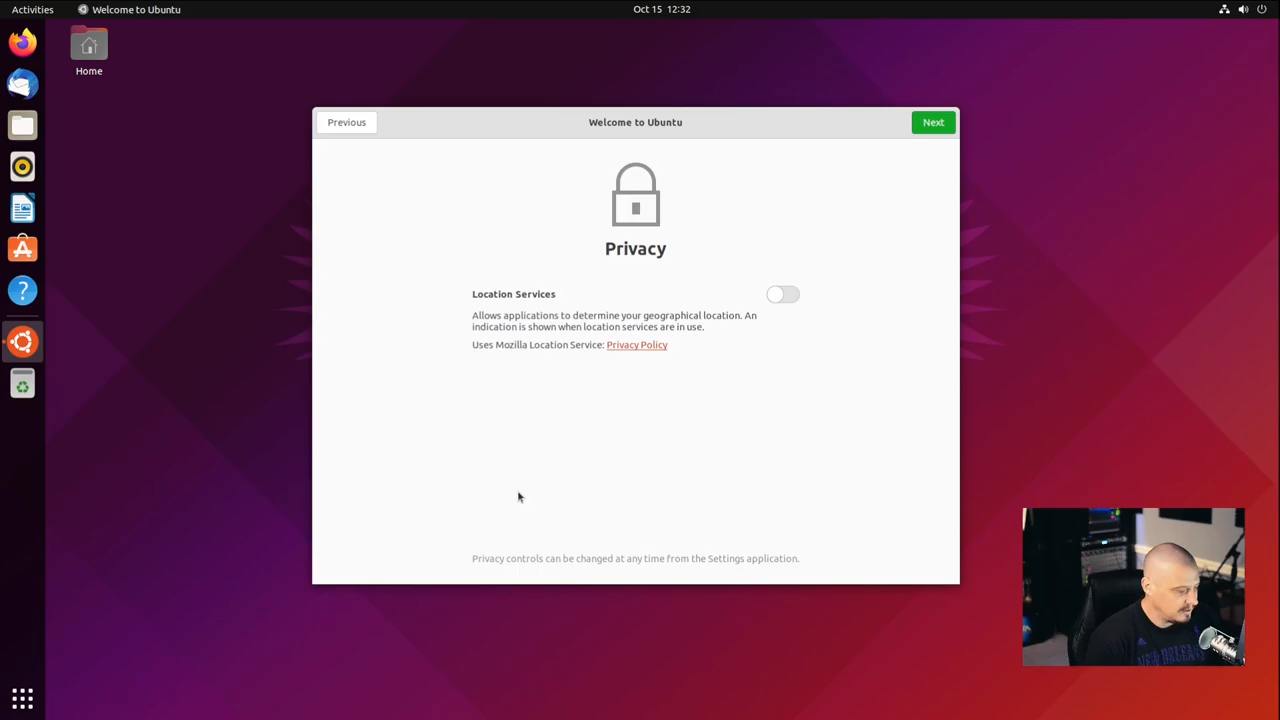 Activities
Welcome to Ubuntu
Oct 15 12:32
Home
Previous
Welcome to Ubuntu
Next
Privacy
Location Services
Allows applications to determine your geographical location. An
indication is shown when location services are in use.
Uses Mozilla Location Service: Privacy Policy
Privacy controls can be changed at any time from the Settings application.
NEW ORLEANS